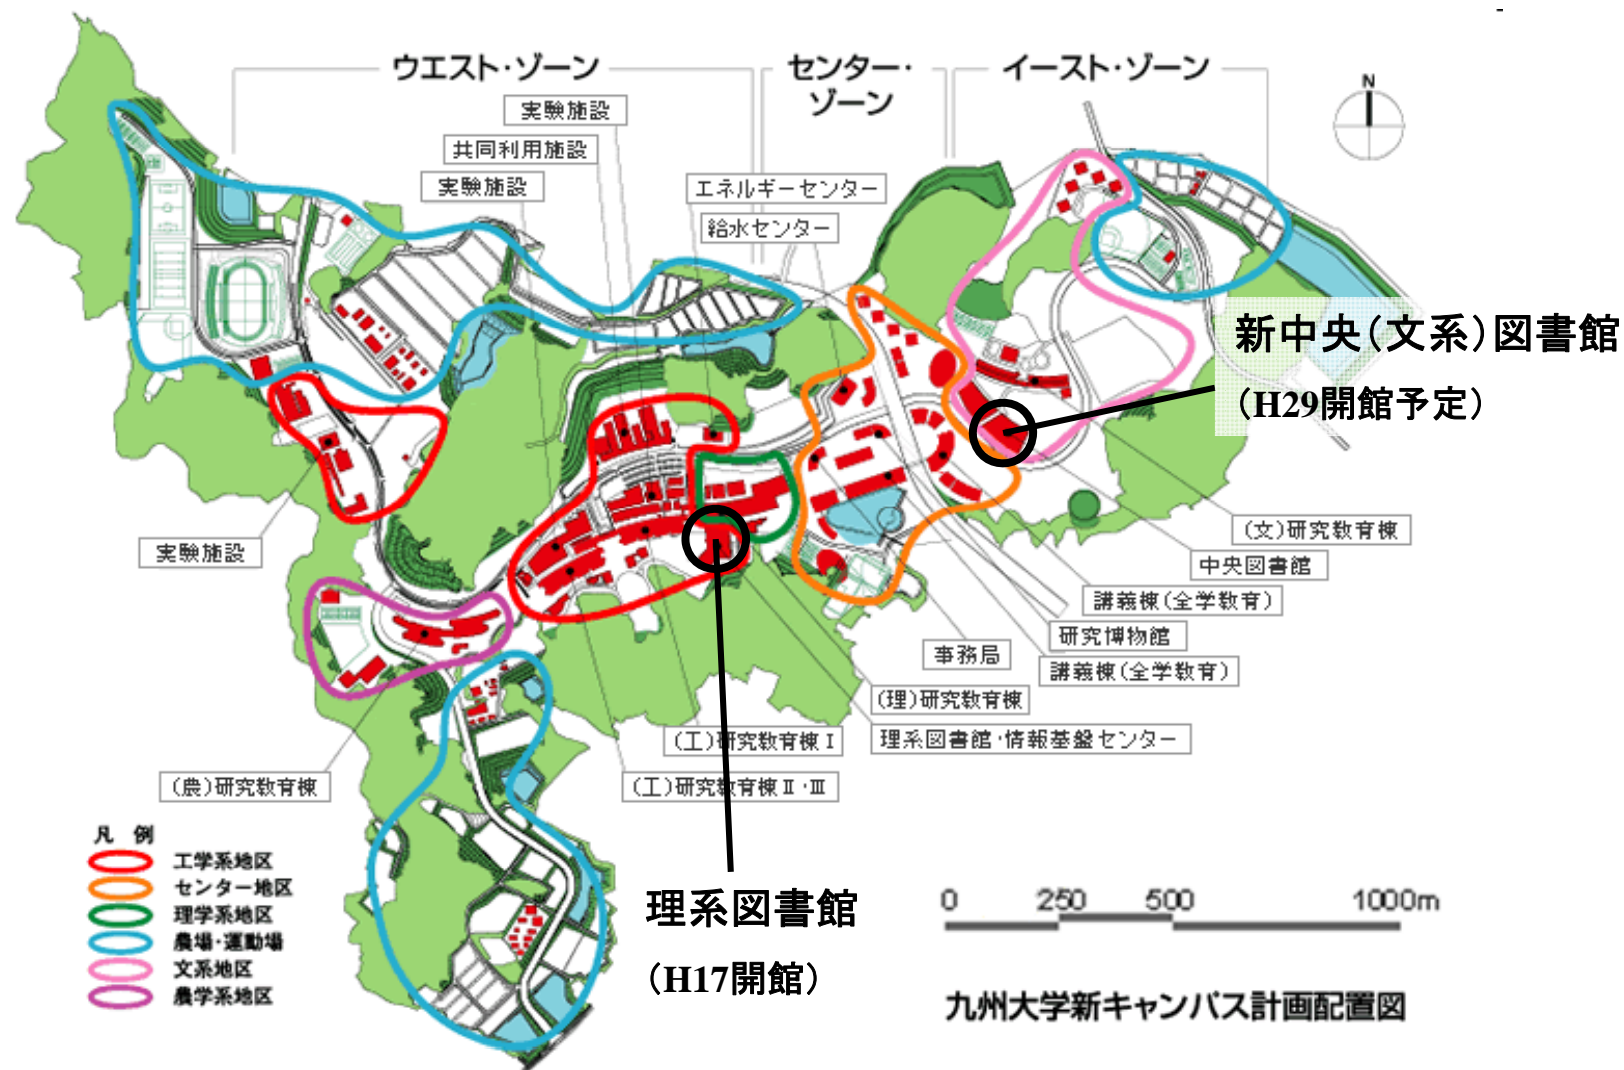 ウエスト・ゾーン
センター・
ゾーン
イースト・ゾーン
N
実験施設
共同利用施設
実験施設
エネルギーセンター
給水センター
新中央(文系)図書館
(H29開館予定)
実験施設
(文)研究教育棟
中央図書館
講義棟(全学教育)
研究博物館
事務局
講義棟(全学教育)
(理)研究教育棟
(工)研究教育棟Ⅰ
理系図書館・情報基盤センター
(農)研究教育棟
(工)研究教育棟Ⅱ・Ⅲ
凡 例
工学系地区
センター地区
理学系地区
農場・運動場
文系地区
農学系地区
理系図書館
(H17開館)
0 250 500 1000m
九州大学新キャンパス計画配置図